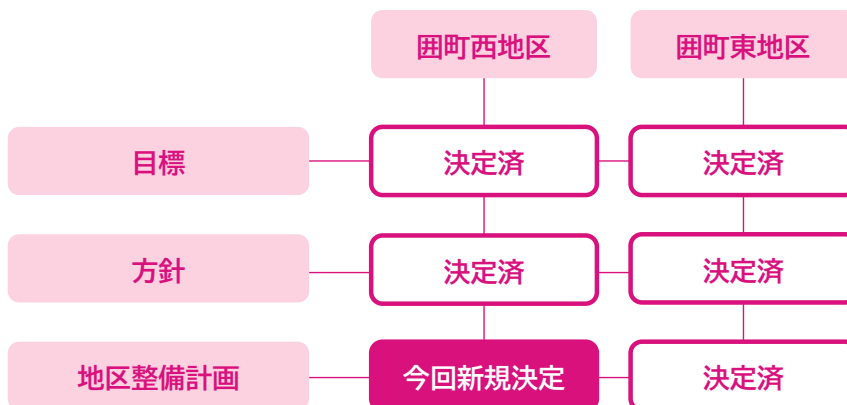 囲町西地区
囲町東地区
目標
決定済
決定済
方針
決定済
決定済
地区整備計画
今回新規決定
決定済